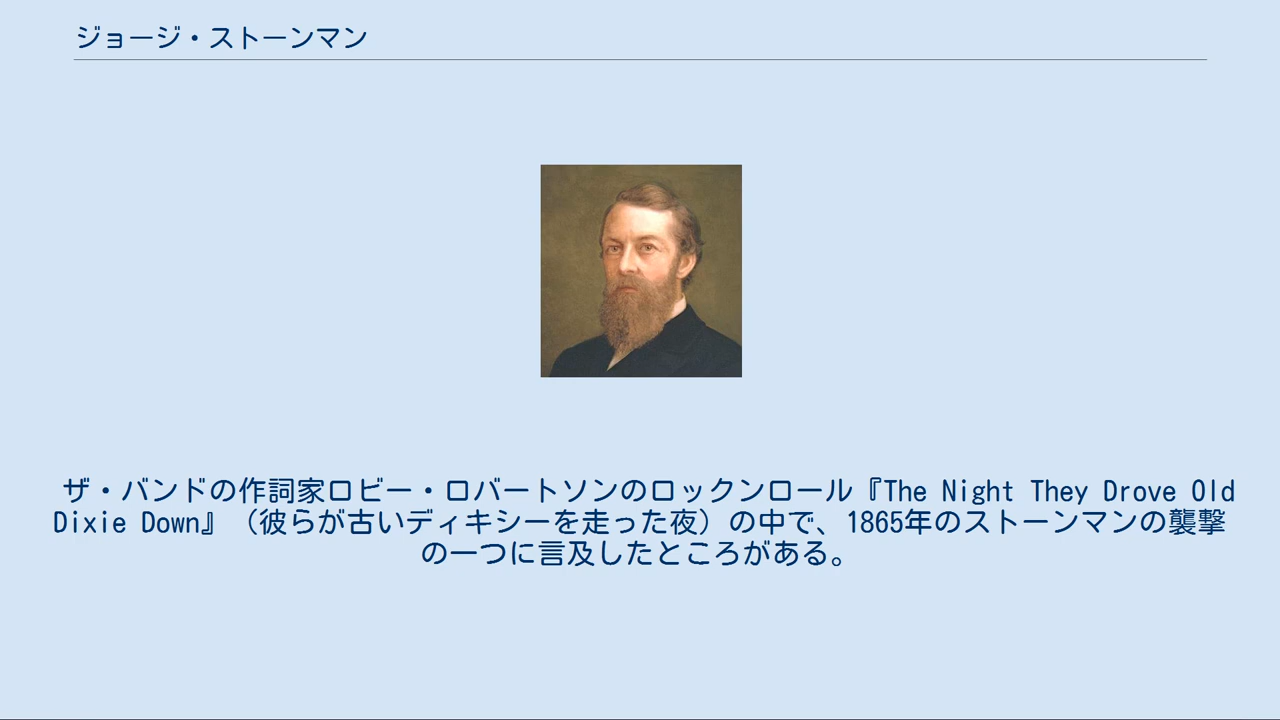 ジョージ・ストーンマン
ザ・バンドの作詞家ロビー・ロバートソンのロックンロール『The Night They Drove Old
Dixie Down』（彼らが古いディキシーを走った夜）の中で、1865年のストーンマンの襲撃
の一つに言及したところがある。